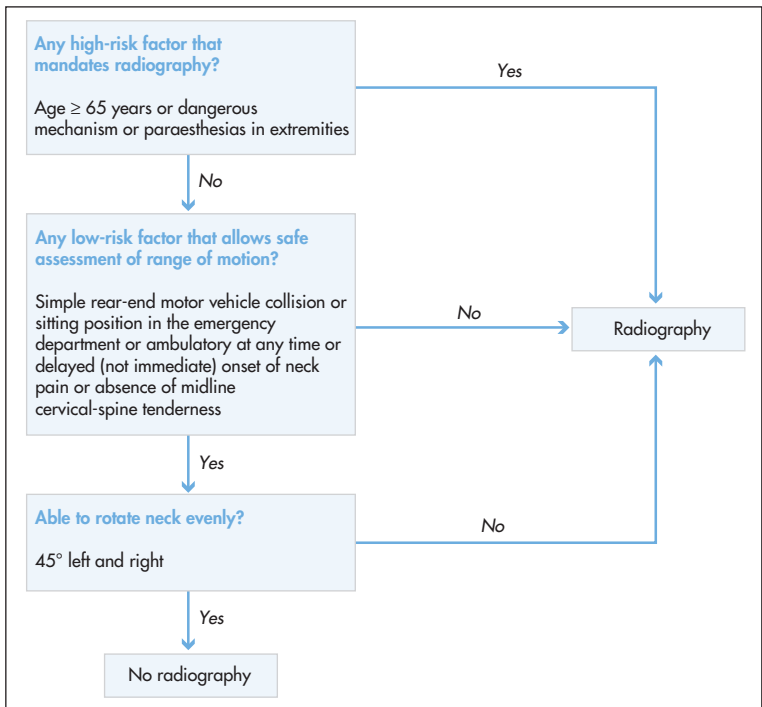 Any high-risk factor that
mandates radiography?
Age ≥ 65 years or dangerous
mechanism or paraesthesias in extremities
Yes
No
Any low-risk factor that allows safe
assessment of range of motion?
Simple rear-end motor vehicle collision or
sitting position in the emergency
department or ambulatory at any time or
delayed (not immediate) onset of neck
pain or absence of midline
cervical-spine tenderness
No
Radiography
Yes
Able to rotate neck evenly?
45° left and right
No
Yes
No radiography